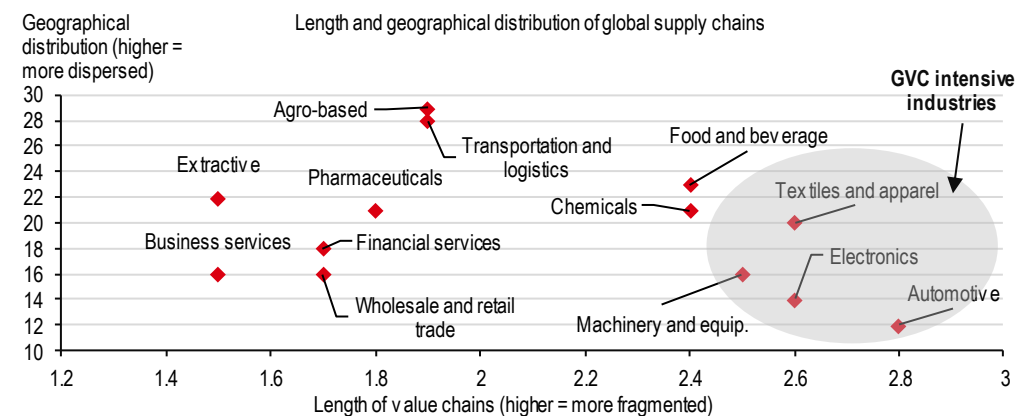 Geographical
distribution (higher =
more dispersed)
Length and geographical distribution of global supply chains
GVC intensive
industries
30
28
26
24
22
20
18
16
14
12
10
Agro-based
Transportation and
logistics
Food and beverage
Extractive
Pharmaceuticals
Chemicals
Textiles and apparel
Business services
Financial services
Electronics
Wholesale and retail
trade
Machinery and equip.
Automotive
1.2
1.4
1.6
1.8
2
2.2
2.4
2.6
2.8
3
Length of value chains (higher = more fragmented)